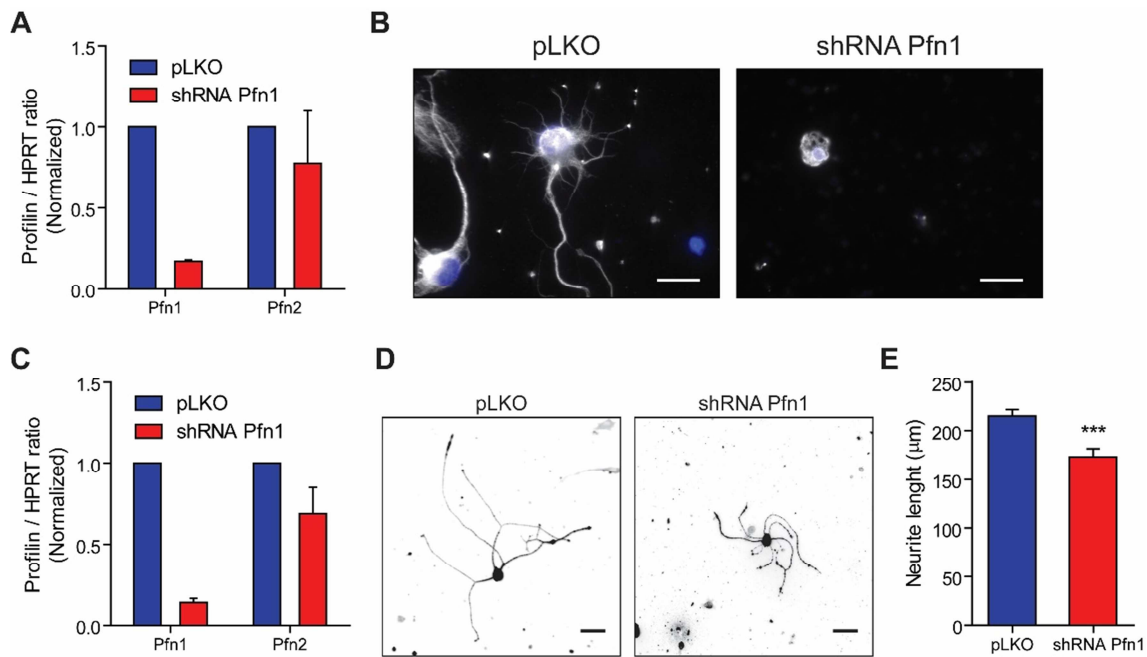 A
Profilin / HPRT ratio
(Normalized)
1.5
1.0
0.5
0.0
pLKO
shRNA Pfn1
Pfn1
Pfn2
B
pLKO
shRNA Pfn1
C
Profilin / HPRT ratio
(Normalized)
1.5
1.0
0.5
0.0
pLKO
shRNA Pfn1
Pfn1
Pfn2
D
pLKO
shRNA Pfn1
E
Neurite lenght (μm)
250
200
150
100
50
0
***
pLKO
shRNA Pfn1